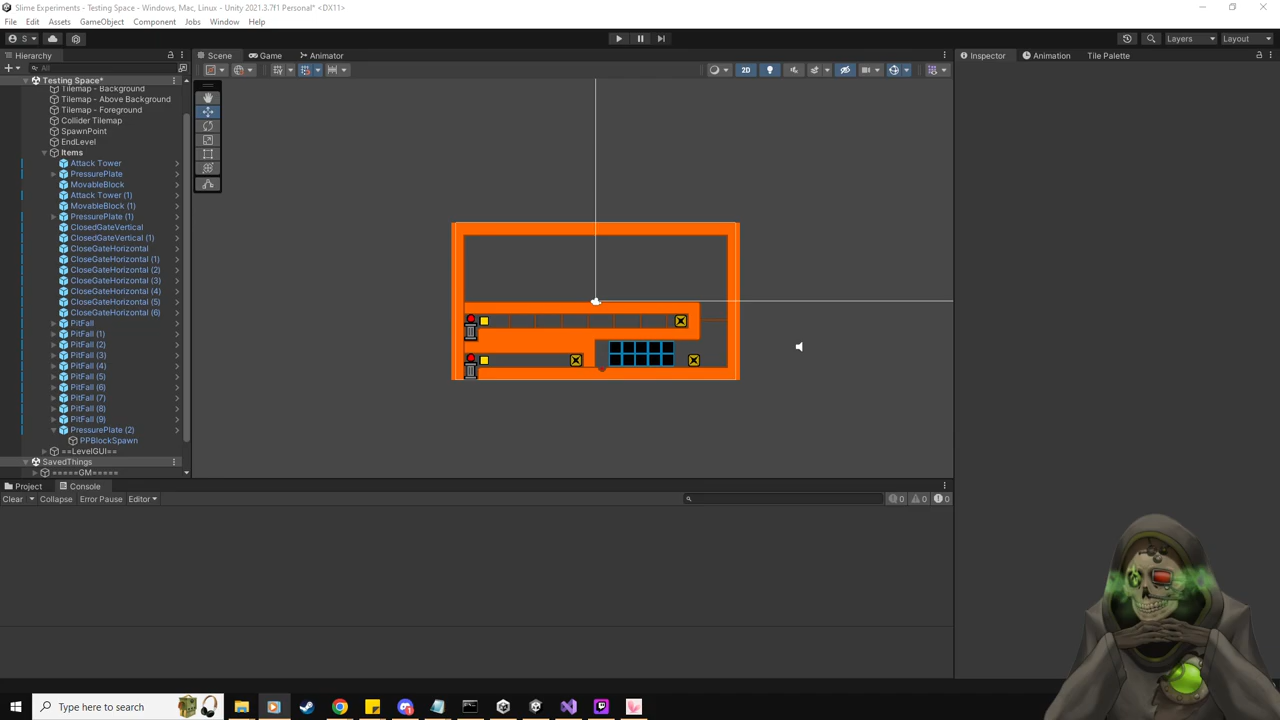 Slime Experiments - Testing Space - Windows, Mac, Linux - Unity 2021.3.7f1 Personal* <DX11>
File Edit Assets GameObject Component Jobs Window Help
S
Layers Layout
Hierarchy
Scene Game Animator
Inspector Animation Tile Palette
All
2D
Testing Space*
Tilemap - Background
Tilemap - Above Background
Tilemap - Foreground
Collider Tilemap
SpawnPoint
EndLevel
Items
Attack Tower
PressurePlate
MovableBlock
Attack Tower (1)
MovableBlock (1)
PressurePlate (1)
ClosedGateVertical
ClosedGateVertical (1)
CloseGateHorizontal
CloseGateHorizontal (1)
CloseGateHorizontal (2)
CloseGateHorizontal (3)
CloseGateHorizontal (4)
CloseGateHorizontal (5)
CloseGateHorizontal (6)
PitFall
PitFall (1)
PitFall (2)
PitFall (3)
PitFall (4)
PitFall (5)
PitFall (6)
PitFall (7)
PitFall (8)
PitFall (9)
PressurePlate (2)
PPBlockSpawn
==LevelGUI==
SavedThings
=====GM=====
Project Console
Clear Collapse Error Pause Editor
0 0 0
Type here to search